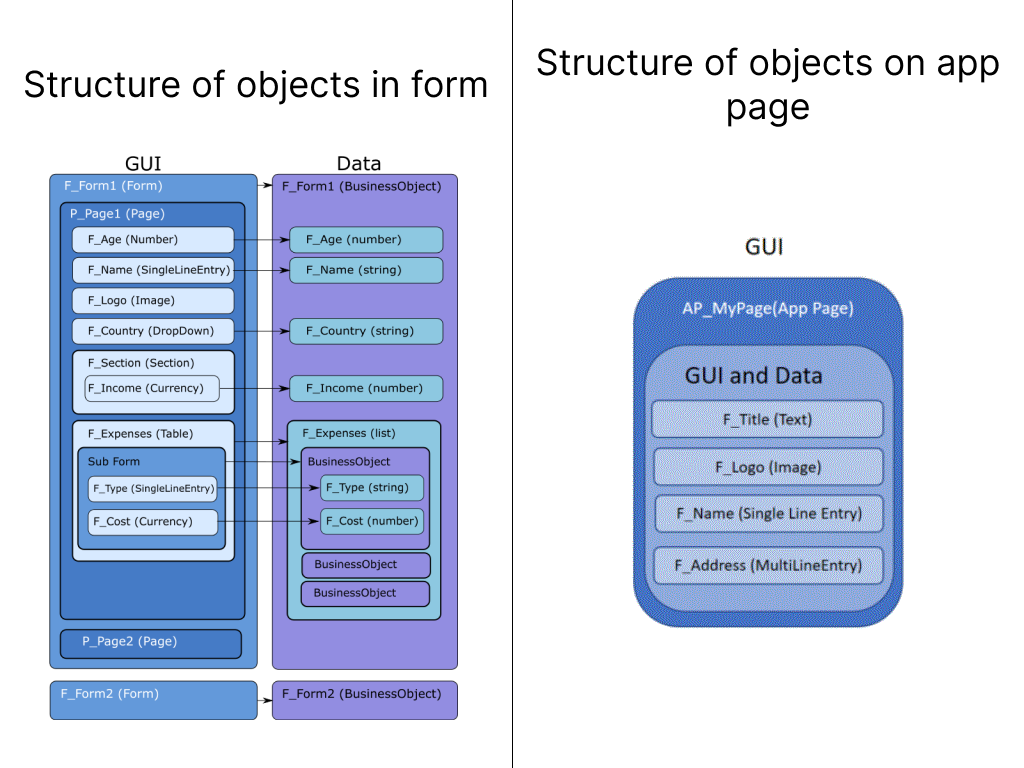 Structure of objects in form
GUI
Data
F_Form1 (Form)
P_Page1 (Page)
F_Age (Number)
F_Name (SingleLineEntry)
F_Logo (Image)
F_Country (DropDown)
F_Section (Section)
F_Income (Currency)
F_Expenses (Table)
Sub Form
F_Type (SingleLineEntry)
F_Cost (Currency)
P_Page2 (Page)
F_Form2 (Form)
F_Form1 (BusinessObject)
F_Age (number)
F_Name (string)
F_Country (string)
F_Income (number)
F_Expenses (list)
BusinessObject
F_Type (string)
F_Cost (number)
BusinessObject
BusinessObject
F_Form2 (BusinessObject)
Structure of objects on app
page
GUI
AP_MyPage(App Page)
GUI and Data
F_Title (Text)
F_Logo (Image)
F_Name (Single Line Entry)
F_Address (MultiLineEntry)